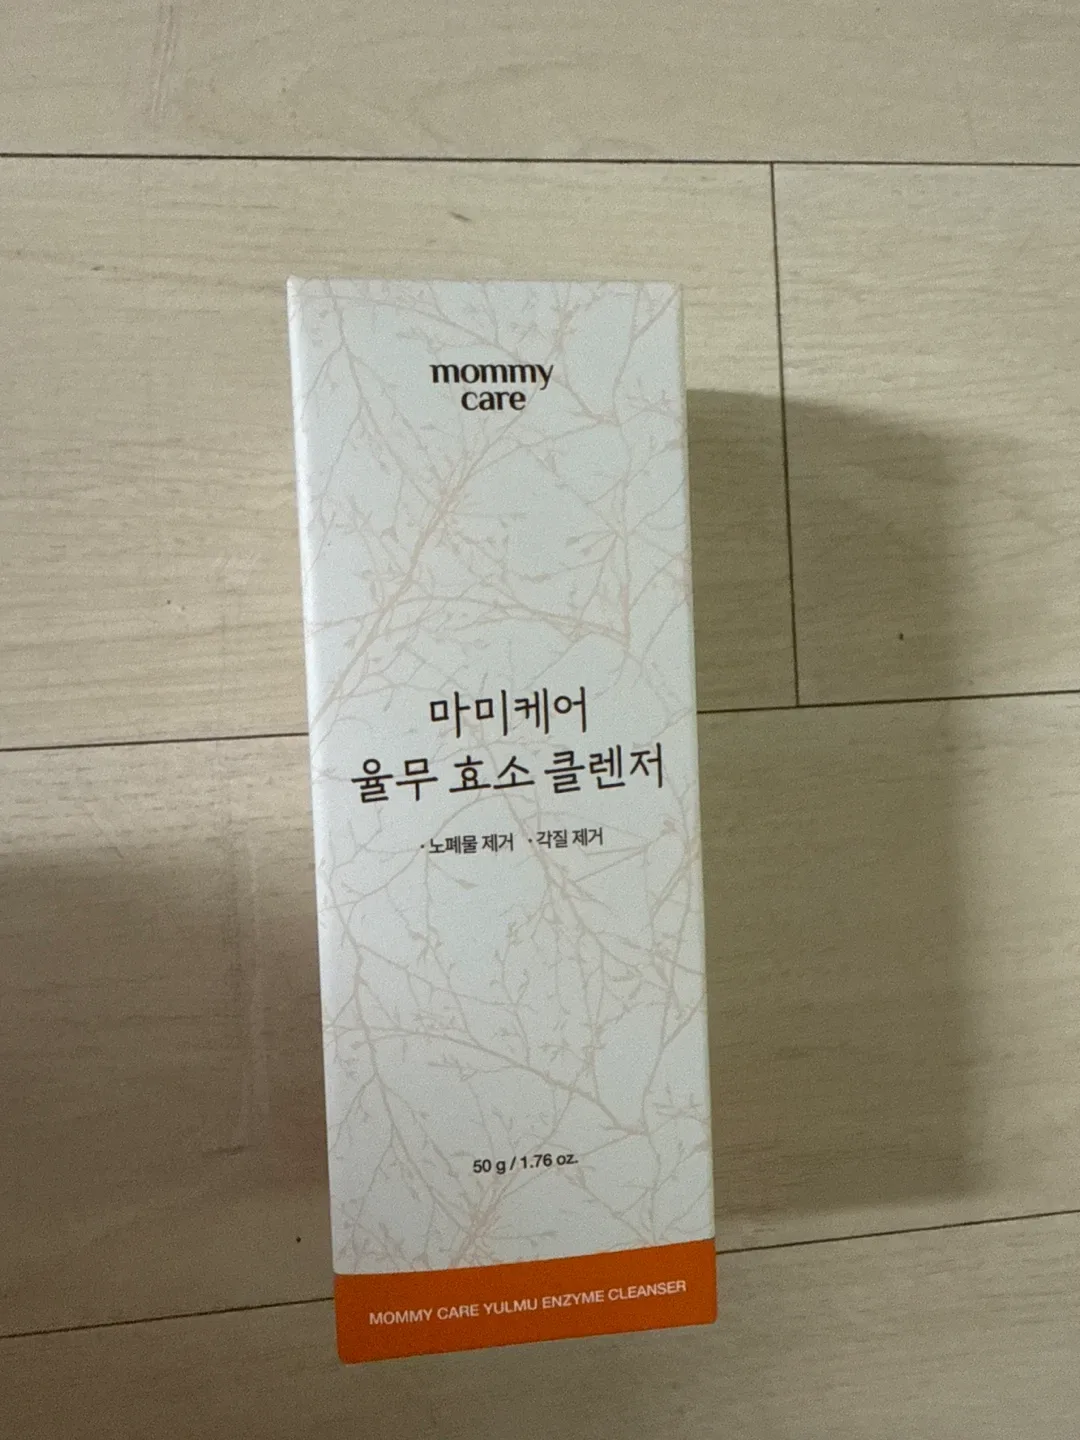 mommy
care
마미케어
율무 효소 클렌저
·노폐물 제거 ·각질 제거
50 g / 1.76 oz.
MOMMY CARE YULMU ENZYME CLEANSER